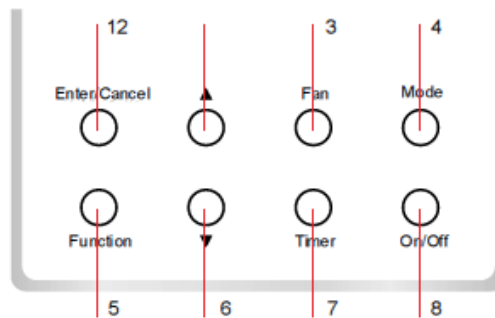 12 3 4
Enter/Cancel ▲ Fan Mode
Function ▼ Timer On/Off
5 6 7 8